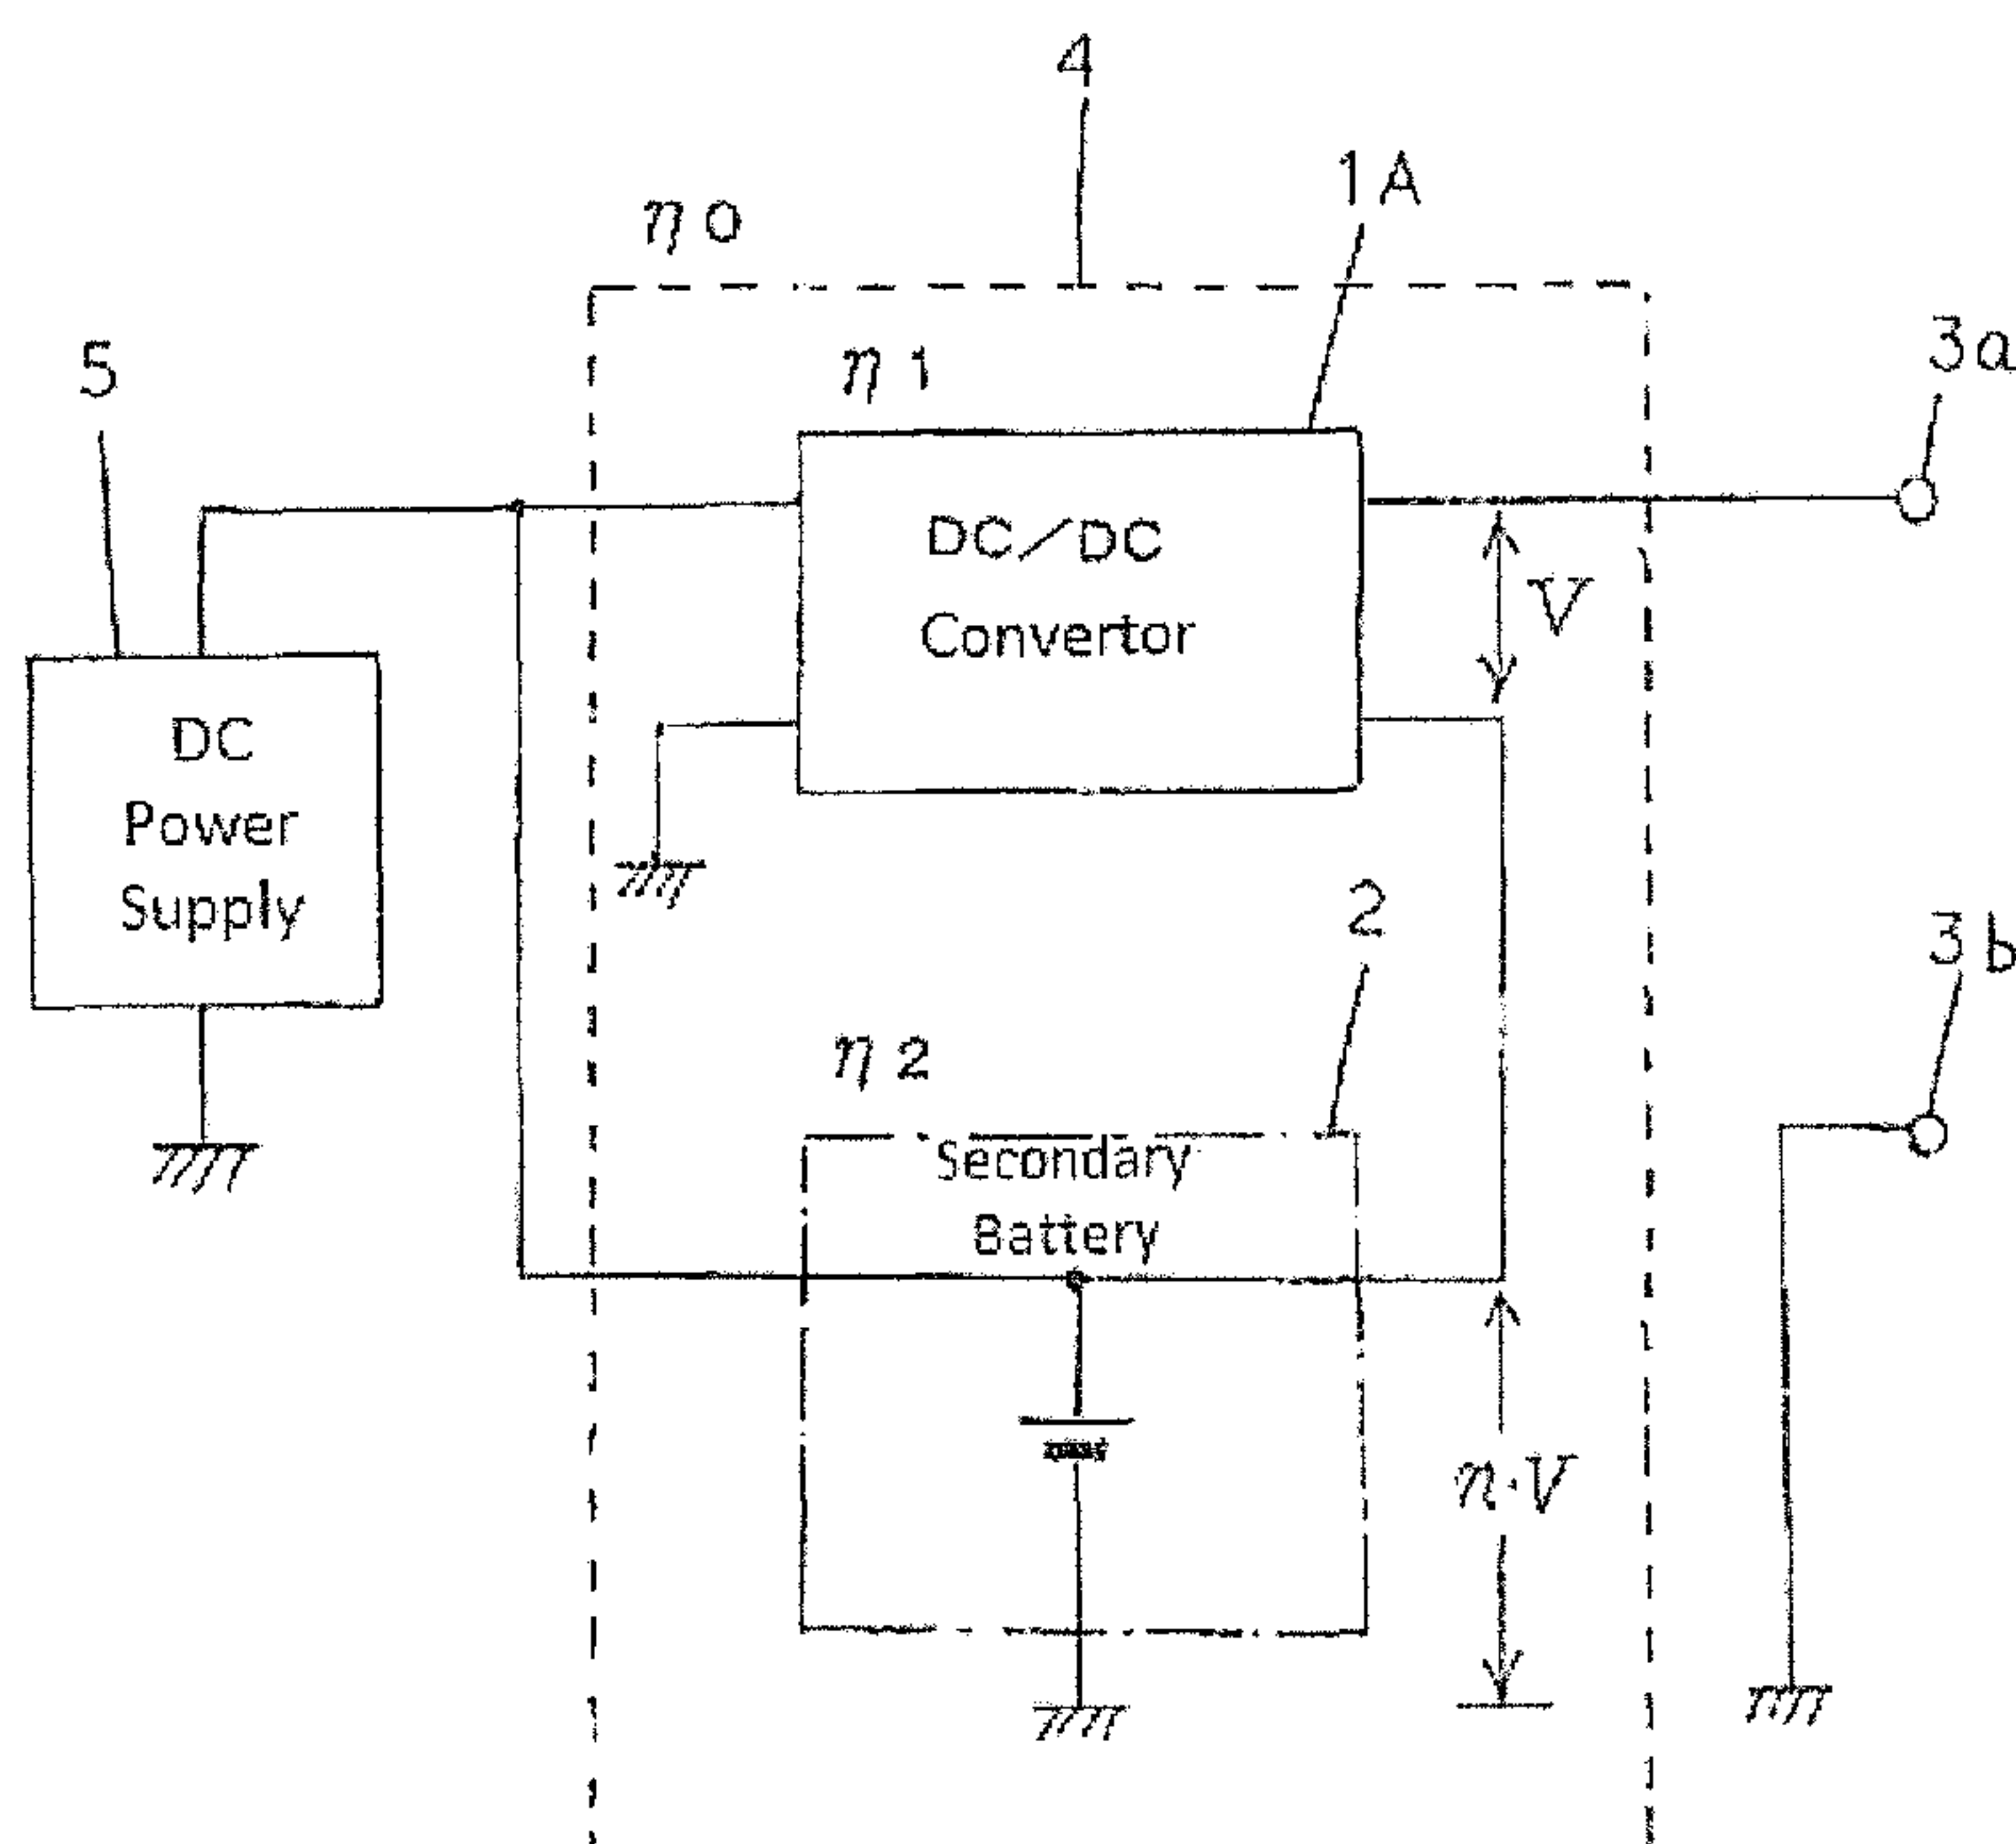 4
1A
η0
5
η1
3a
DC/DC
Convertor
V
DC
Power
Supply
2
3b
η2
Secondary
Battery
n·V